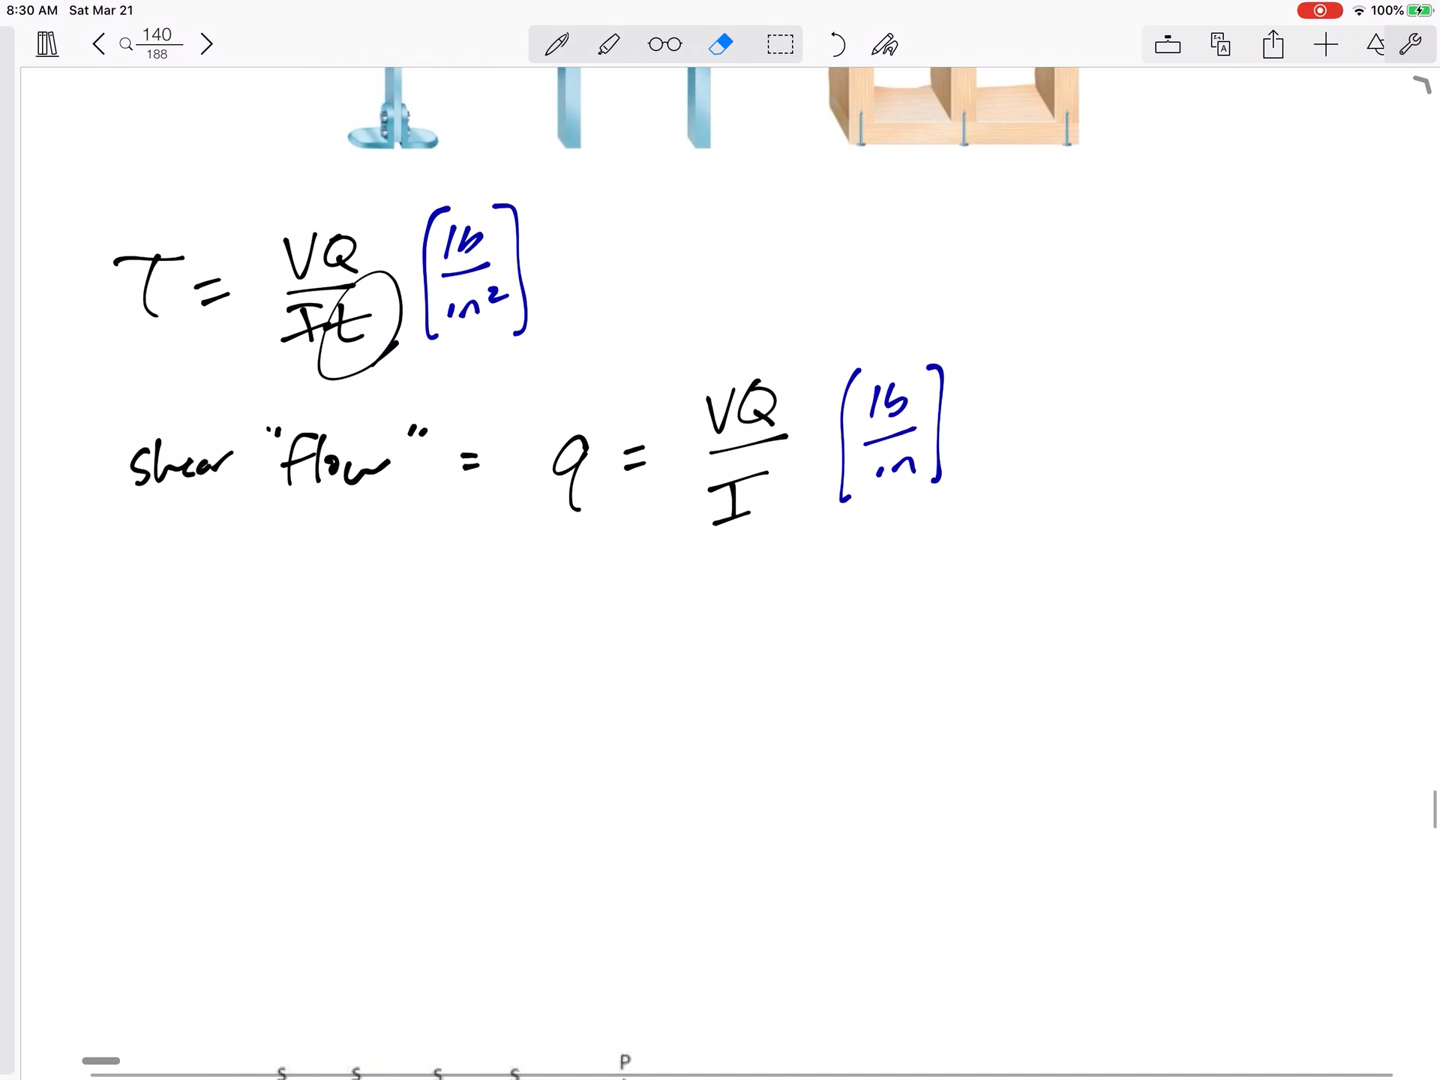 8:30 AM Sat Mar 21
100%
140
188
τ = VQ / It [lb / in²]
shear "flow" = q = VQ / I [lb / in]
P
S S S S